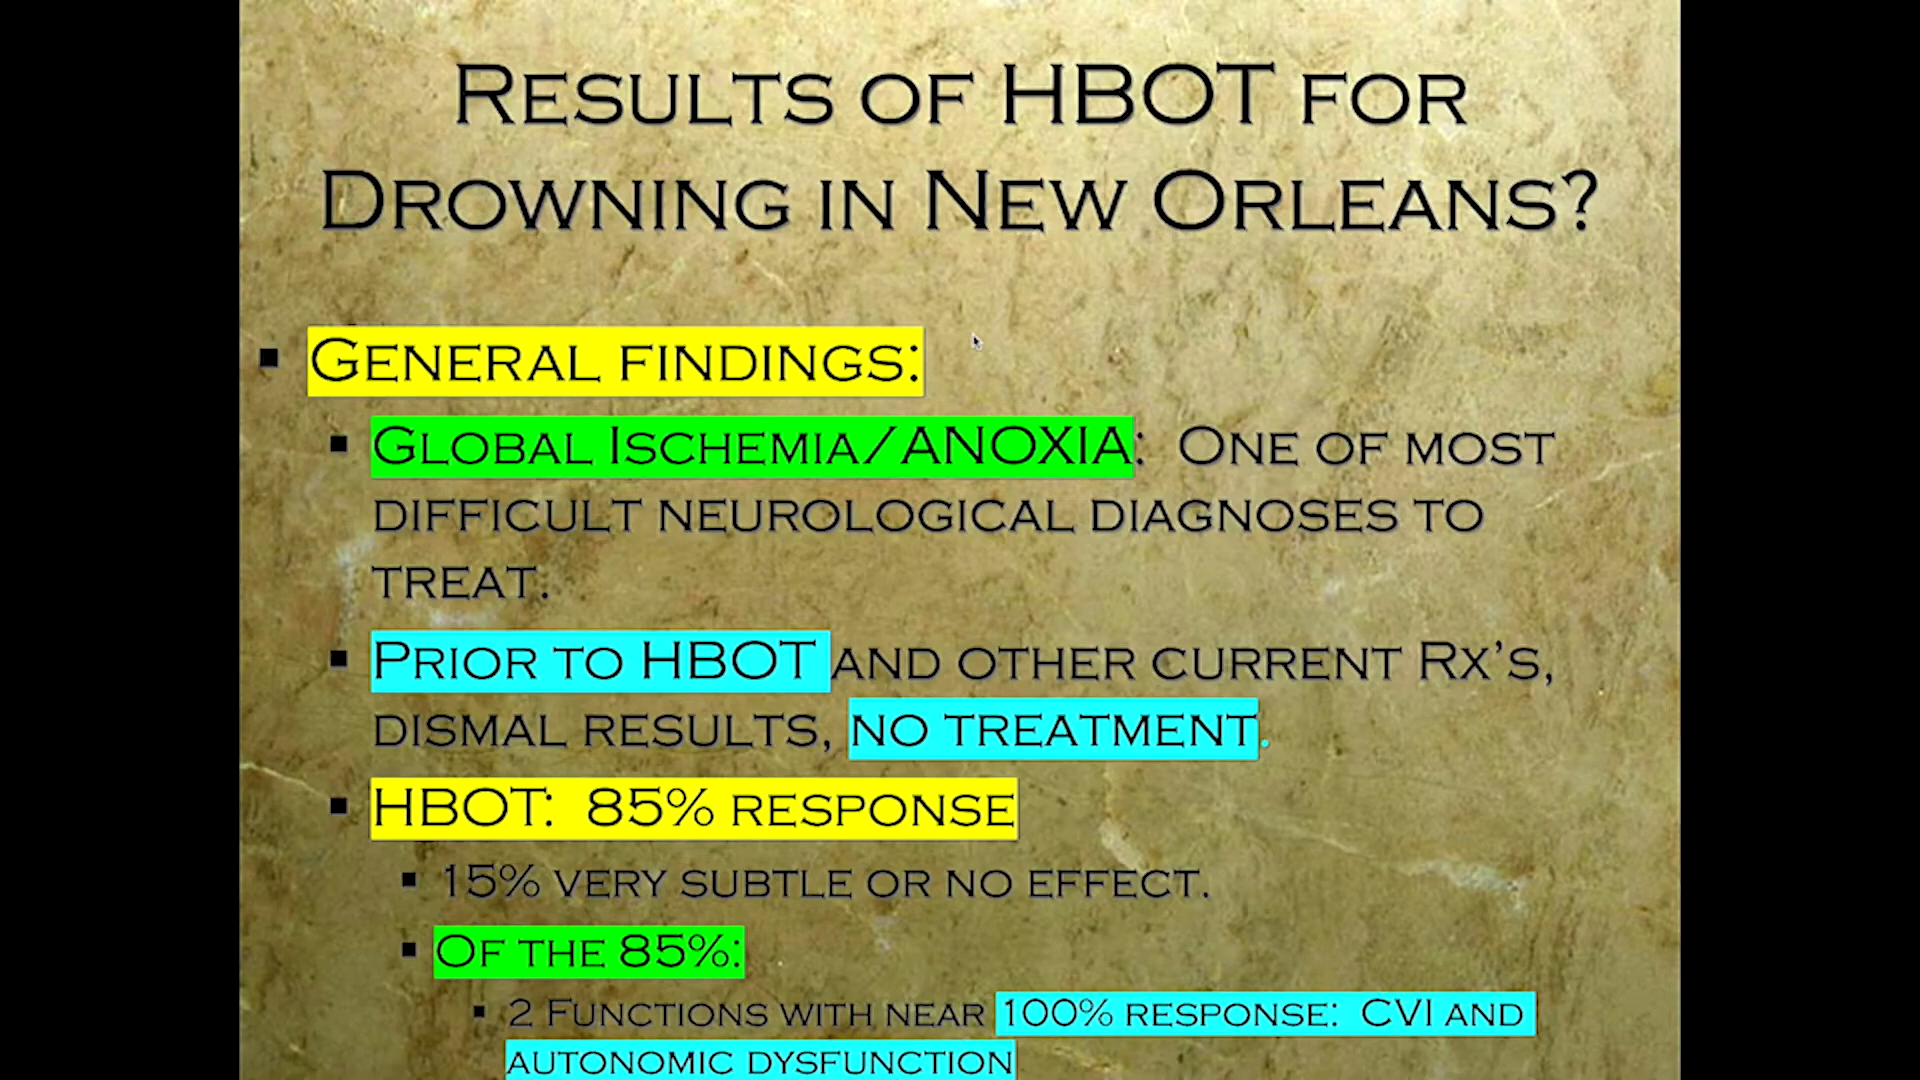 Results of HBOT for
Drowning in New Orleans?
▪ General findings:
▪ Global Ischemia/ANOXIA: One of most
difficult neurological diagnoses to
treat.
▪ Prior to HBOT and other current Rx's,
dismal results, no treatment.
▪ HBOT: 85% response
▪ 15% very subtle or no effect.
▪ Of the 85%:
▪ 2 Functions with near 100% response: CVI and
autonomic dysfunction